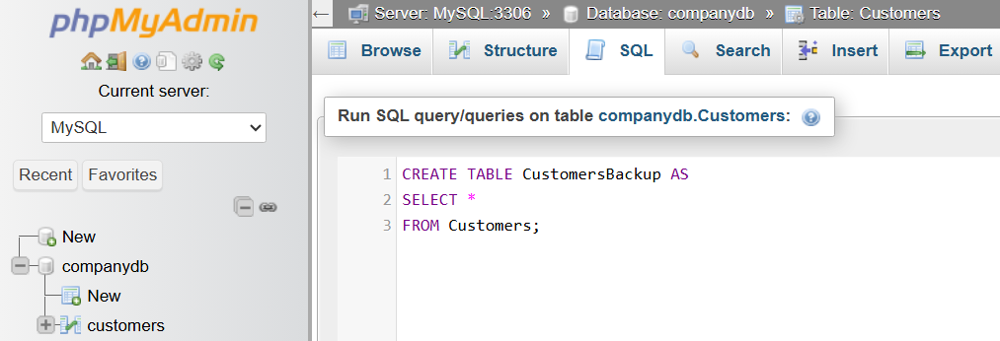 phpMyAdmin
Current server:
MySQL
Recent Favorites
New
companydb
New
customers
Server: MySQL:3306 » Database: companydb » Table: Customers
Browse Structure SQL Search Insert Export
Run SQL query/queries on table companydb.Customers:
1 CREATE TABLE CustomersBackup AS
2 SELECT *
3 FROM Customers;